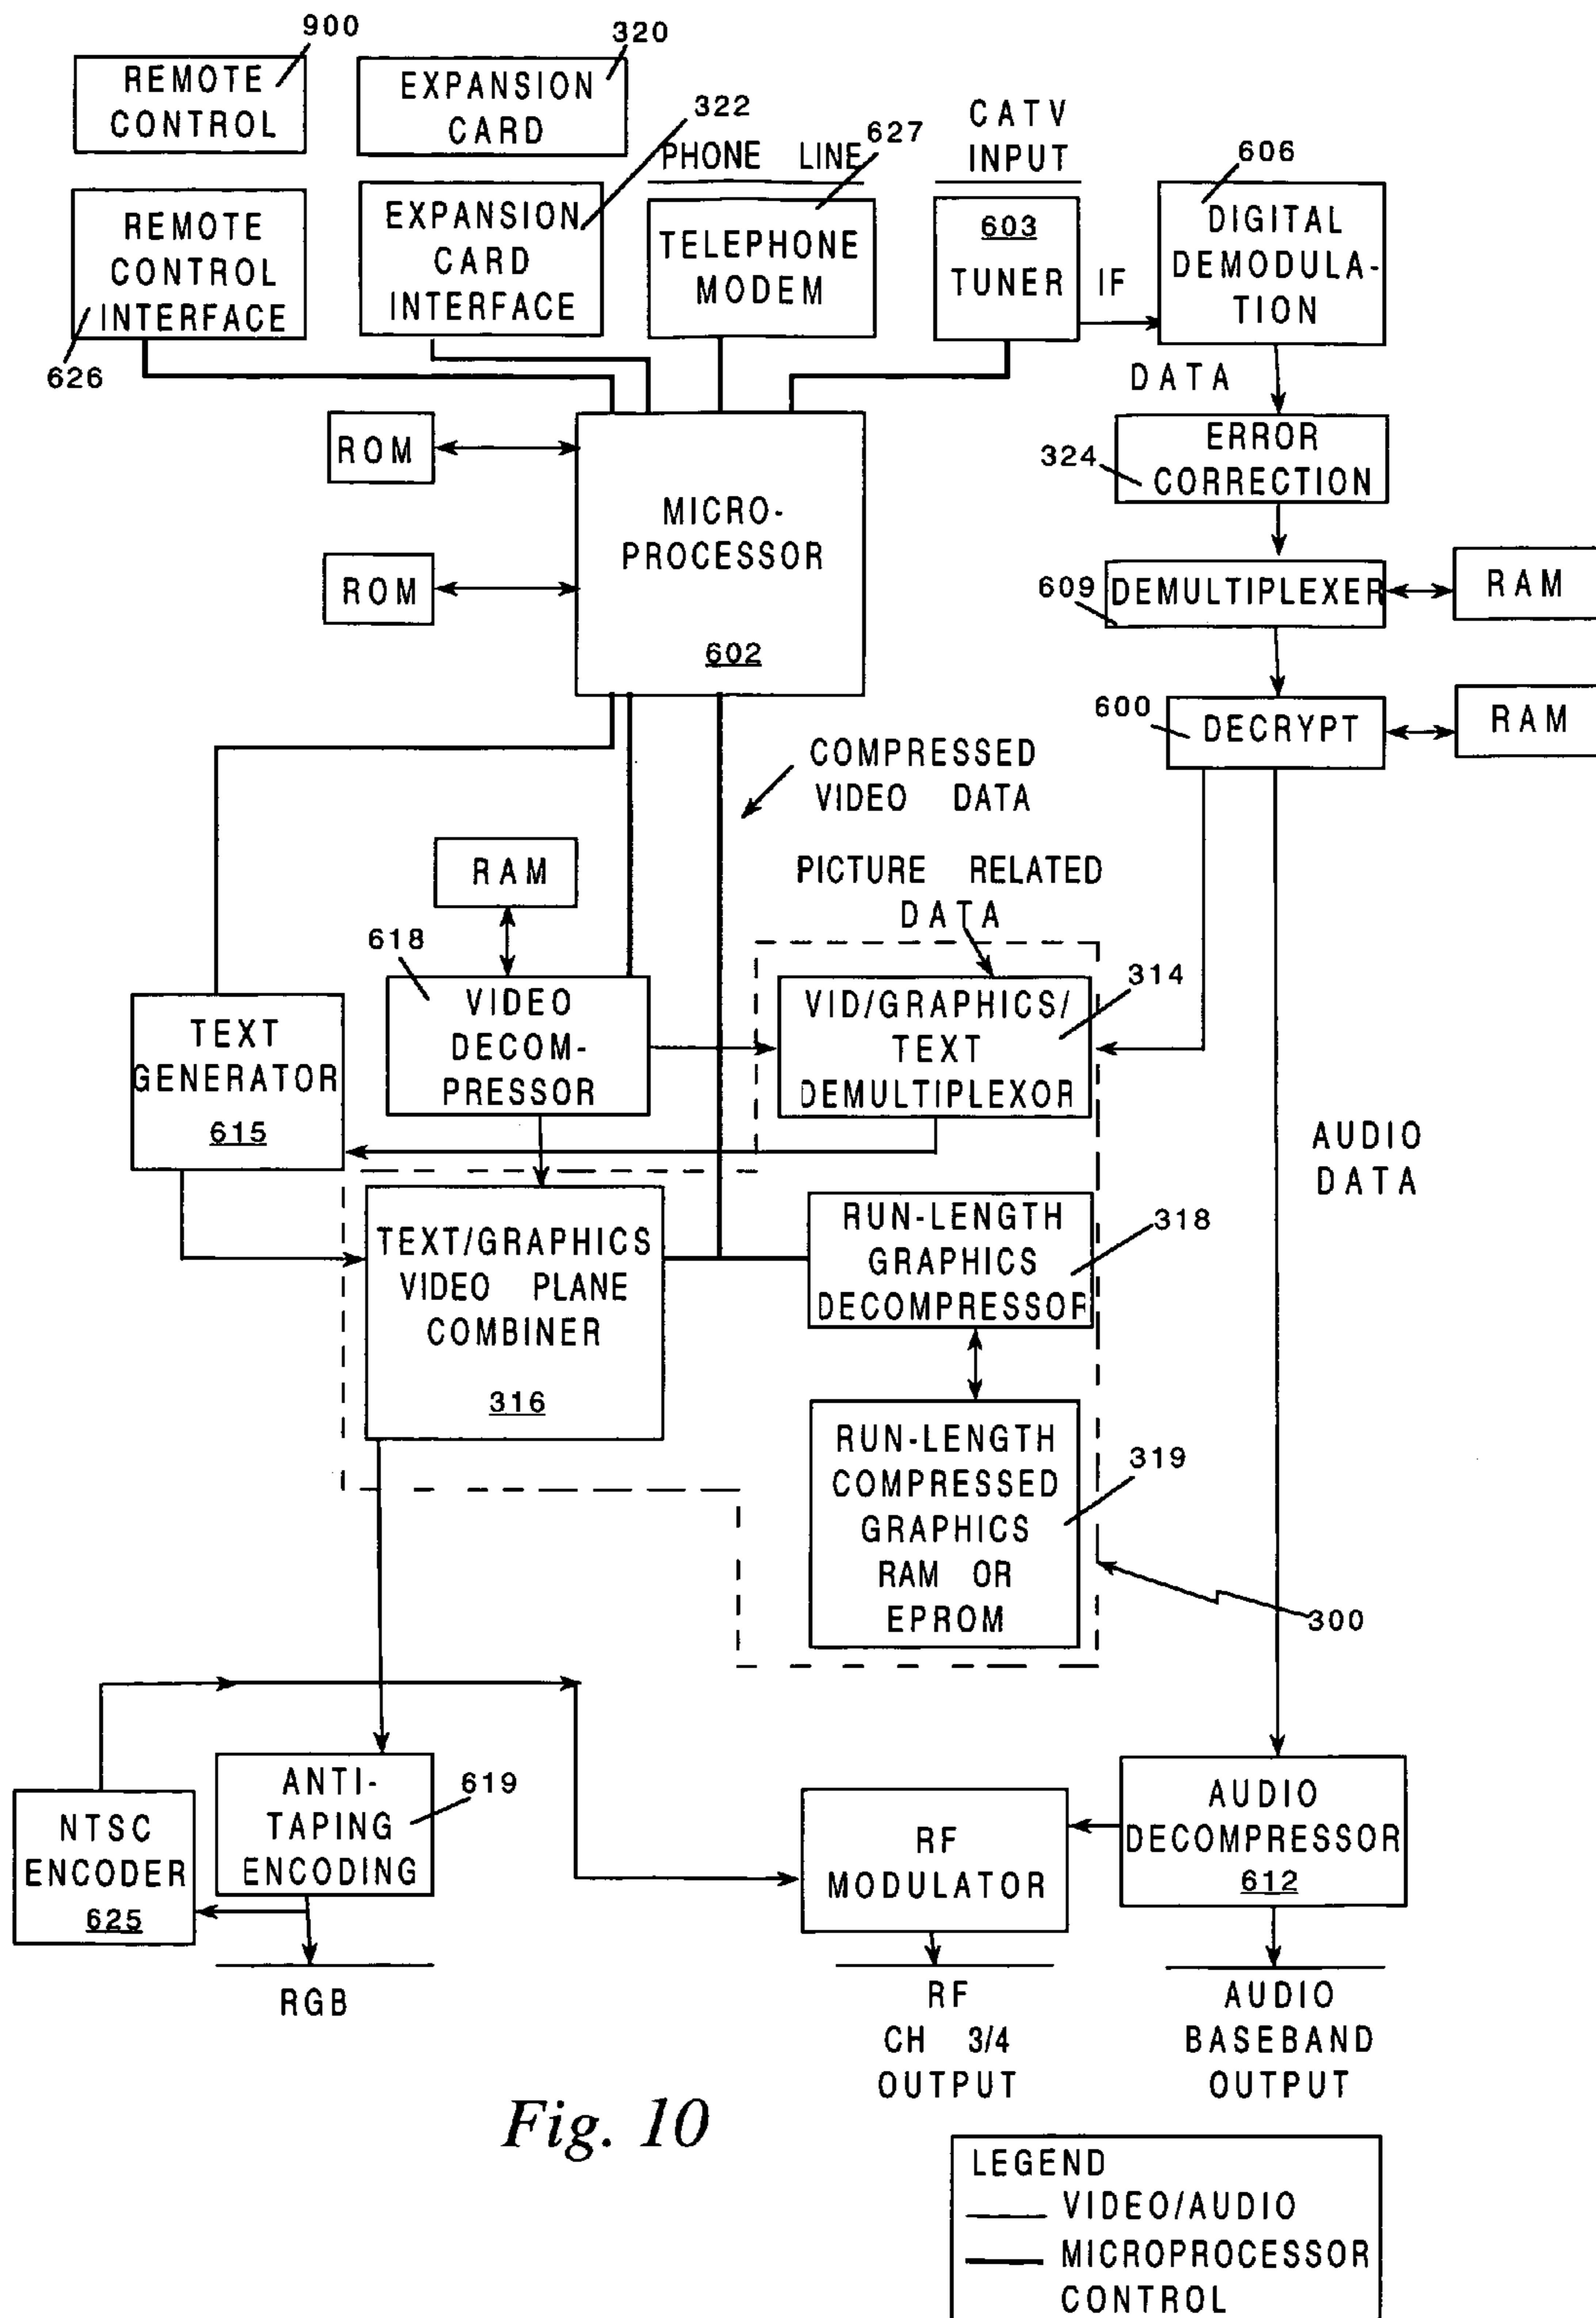 900
320
REMOTE
CONTROL
EXPANSION
CARD
322
PHONE LINE
627
CATV
INPUT
606
REMOTE
CONTROL
INTERFACE
626
EXPANSION
CARD
INTERFACE
TELEPHONE
MODEM
603
TUNER
IF
DIGITAL
DEMODULA-
TION
DATA
ROM
ROM
MICRO-
PROCESSOR
602
324
ERROR
CORRECTION
609
DEMULTIPLEXER
RAM
600
DECRYPT
RAM
COMPRESSED
VIDEO DATA
PICTURE RELATED
DATA
RAM
618
VIDEO
DECOM-
PRESSOR
VID/GRAPHICS/
TEXT
DEMULTIPLEXOR
314
TEXT
GENERATOR
615
AUDIO
DATA
TEXT/GRAPHICS
VIDEO PLANE
COMBINER
316
RUN-LENGTH
GRAPHICS
DECOMPRESSOR
318
RUN-LENGTH
COMPRESSED
GRAPHICS
RAM OR
EPROM
319
300
NTSC
ENCODER
625
ANTI-
TAPING
ENCODING
619
RF
MODULATOR
AUDIO
DECOMPRESSOR
612
RGB
RF
CH 3/4
OUTPUT
AUDIO
BASEBAND
OUTPUT
Fig. 10
LEGEND
VIDEO/AUDIO
MICROPROCESSOR
CONTROL